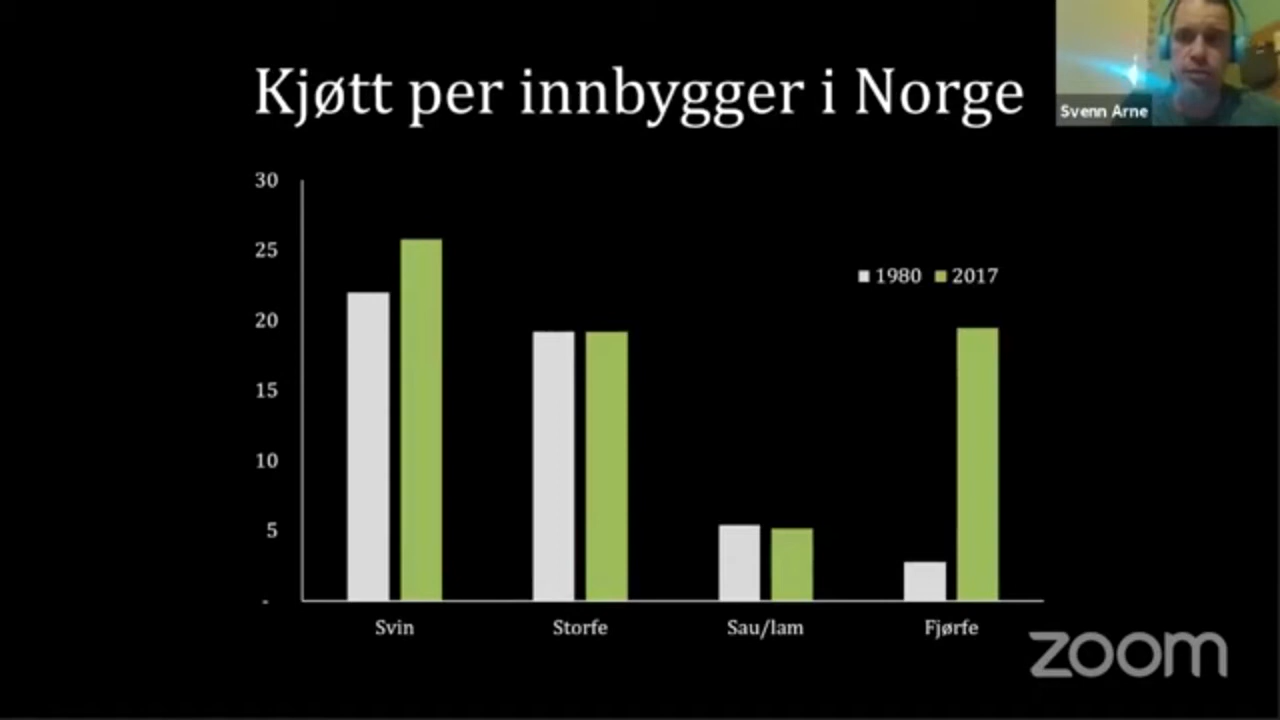 Kjøtt per innbygger i Norge
Svenn Arne
30
25
20
15
10
5
-
1980 2017
Svin Storfe Sau/lam Fjørfe
zoom